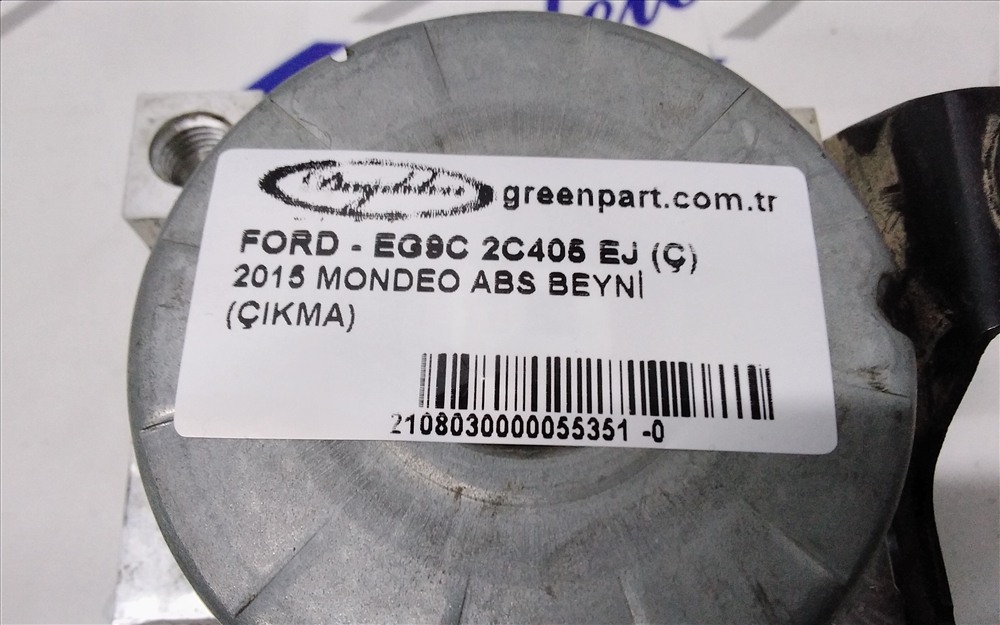 greenpart.com.tr
FORD - EG9C 2C405 EJ (Ç)
2015 MONDEO ABS BEYNİ
(ÇIKMA)
2108030000055351 -0